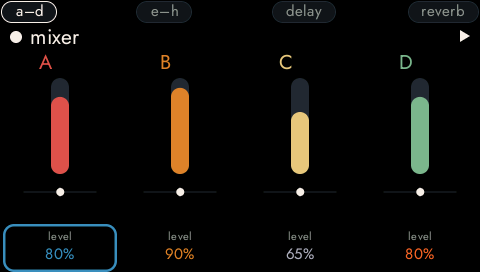 a–d e–h delay reverb
mixer
A B C D
level level level level
80% 90% 65% 80%